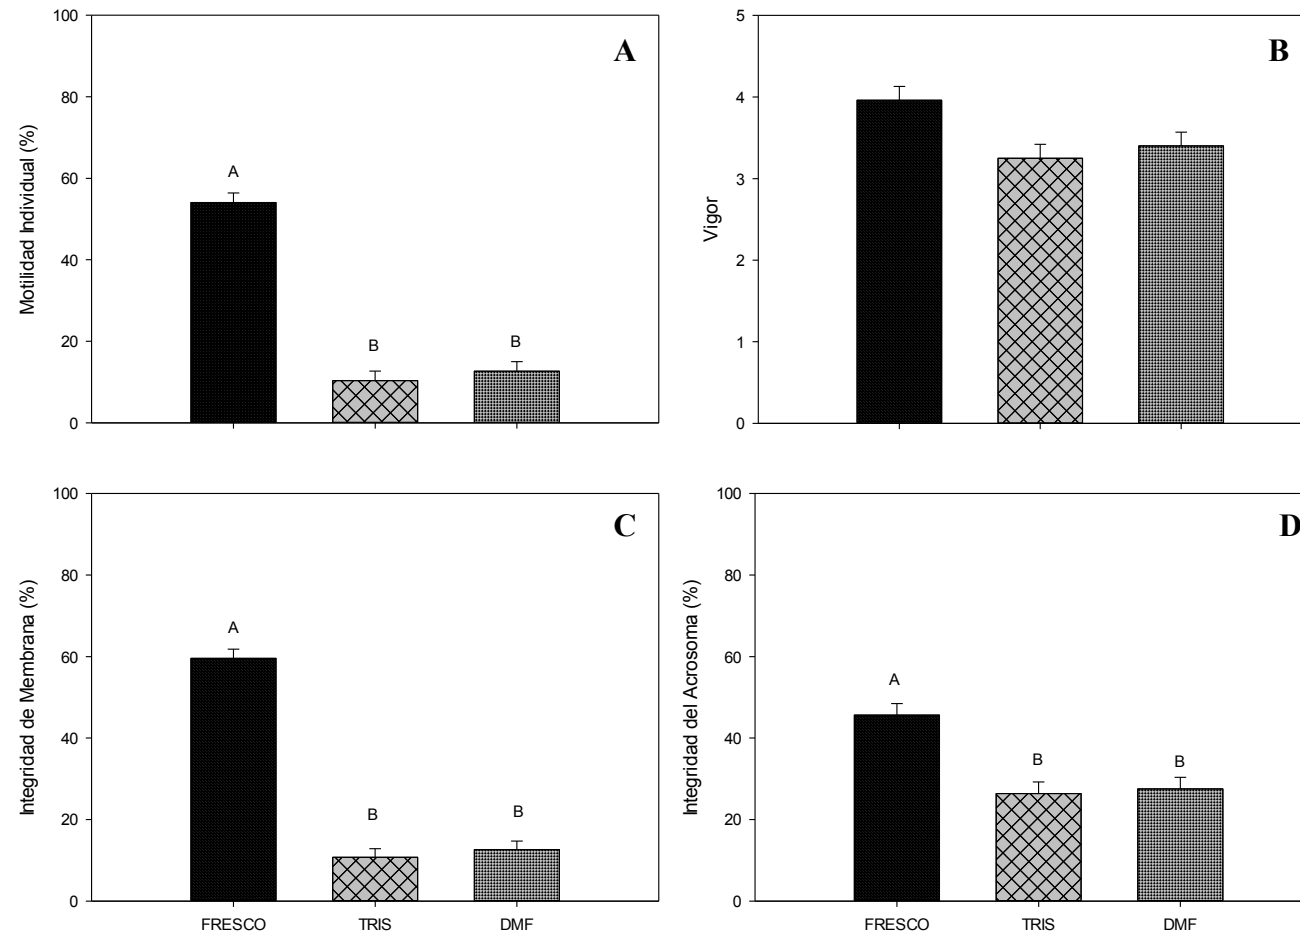 100
80
60
40
20
0
Motilidad Individual (%)
A
A
B
B
5
4
3
2
1
0
Vigor
B
100
80
60
40
20
0
Integridad de Membrana (%)
C
A
B
B
FRESCO TRIS DMF
100
80
60
40
20
0
Integridad del Acrosoma (%)
D
A
B
B
FRESCO TRIS DMF